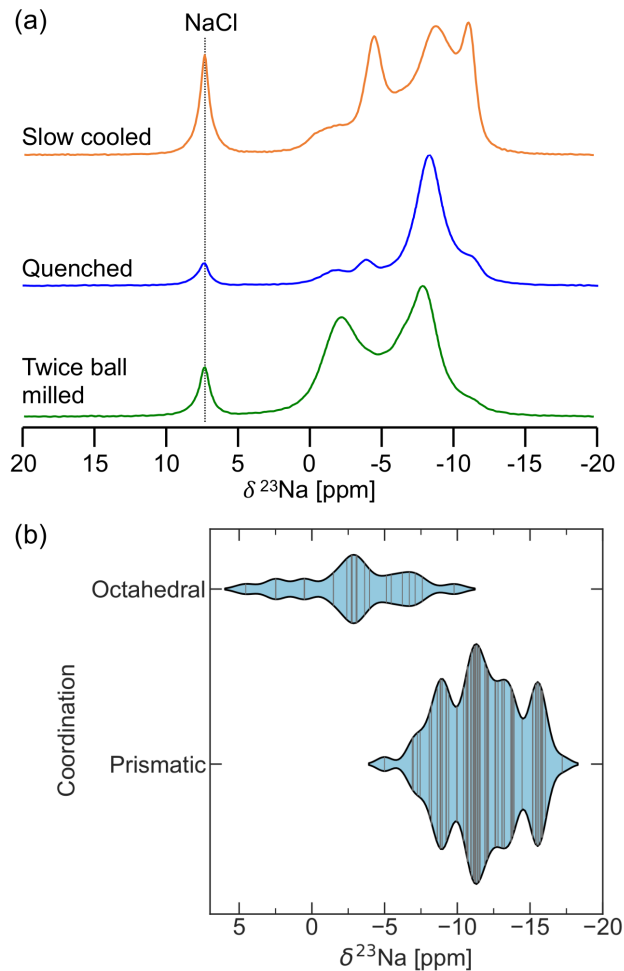 (a)
NaCl
Slow cooled
Quenched
Twice ball
milled
20 15 10 5 0 -5 -10 -15 -20
δ ²³Na [ppm]
(b)
Octahedral
Prismatic
Coordination
5 0 −5 −10 −15 −20
δ²³Na [ppm]